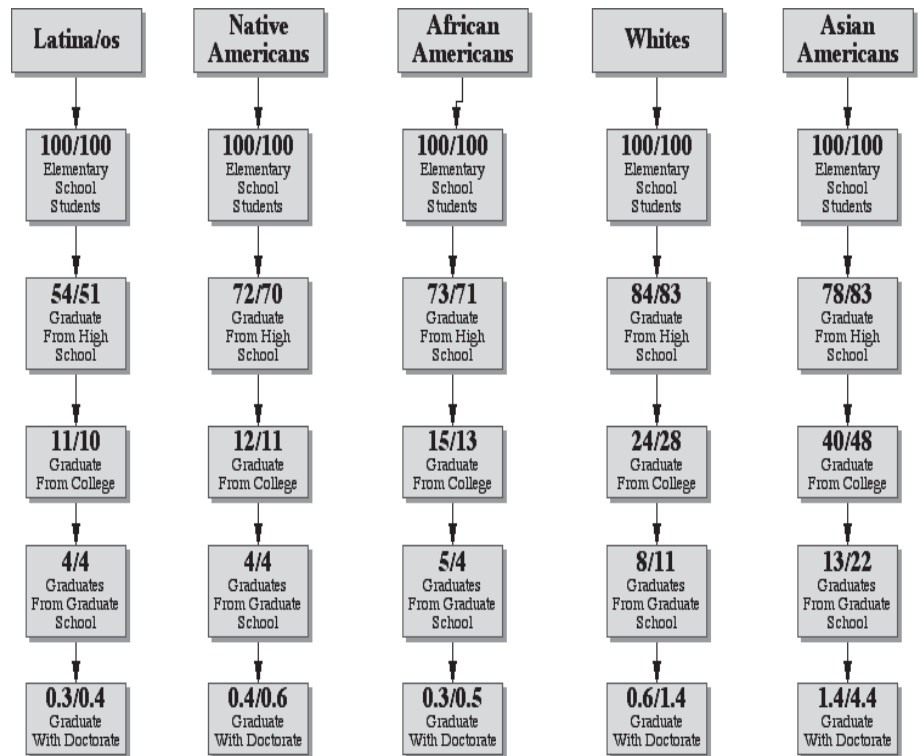 Latina/os
Native
Americans
African
Americans
Whites
Asian
Americans
100/100
Elementary
School
Students
100/100
Elementary
School
Students
100/100
Elementary
School
Students
100/100
Elementary
School
Students
100/100
Elementary
School
Students
54/51
Graduate
From High
School
72/70
Graduate
From High
School
73/71
Graduate
From High
School
84/83
Graduate
From High
School
78/83
Graduate
From High
School
11/10
Graduate
From College
12/11
Graduate
From College
15/13
Graduate
From College
24/28
Graduate
From College
40/48
Graduate
From College
4/4
Graduates
From Graduate
School
4/4
Graduates
From Graduate
School
5/4
Graduates
From Graduate
School
8/11
Graduates
From Graduate
School
13/22
Graduates
From Graduate
School
0.3/0.4
Graduate
With Doctorate
0.4/0.6
Graduate
With Doctorate
0.3/0.5
Graduate
With Doctorate
0.6/1.4
Graduate
With Doctorate
1.4/4.4
Graduate
With Doctorate